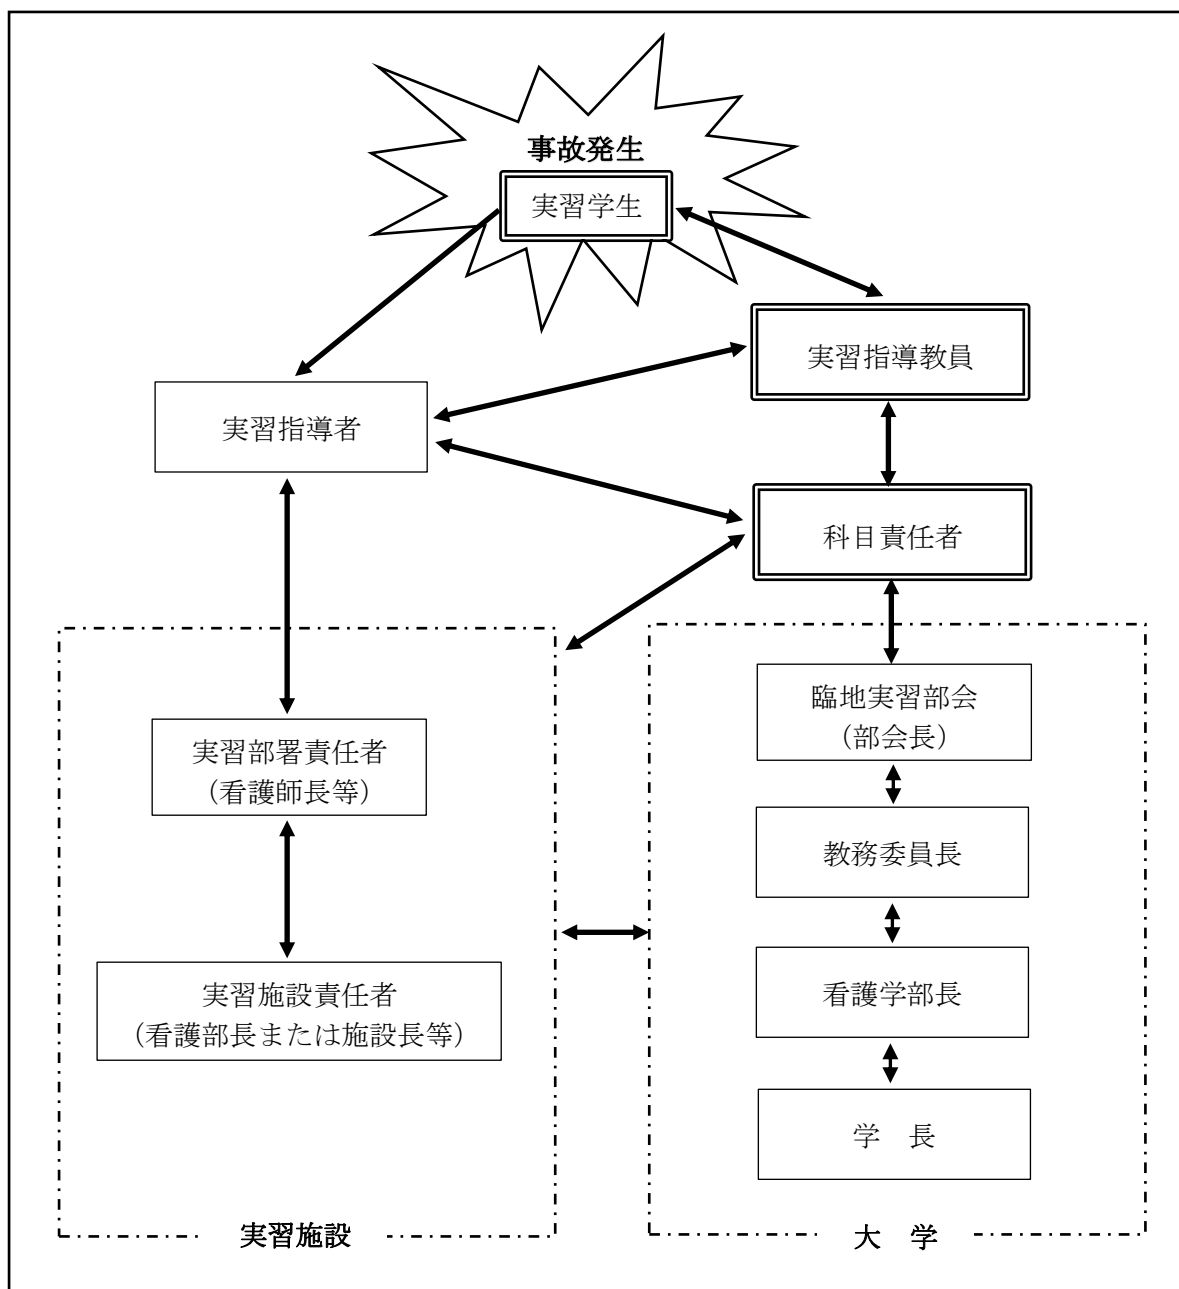 事故発生
実習学生
実習指導教員
実習指導者
科目責任者
臨地実習部会
（部会長）
実習部署責任者
（看護師長等）
教務委員長
実習施設責任者
（看護部長または施設長等）
看護学部長
学　長
実習施設
大　学